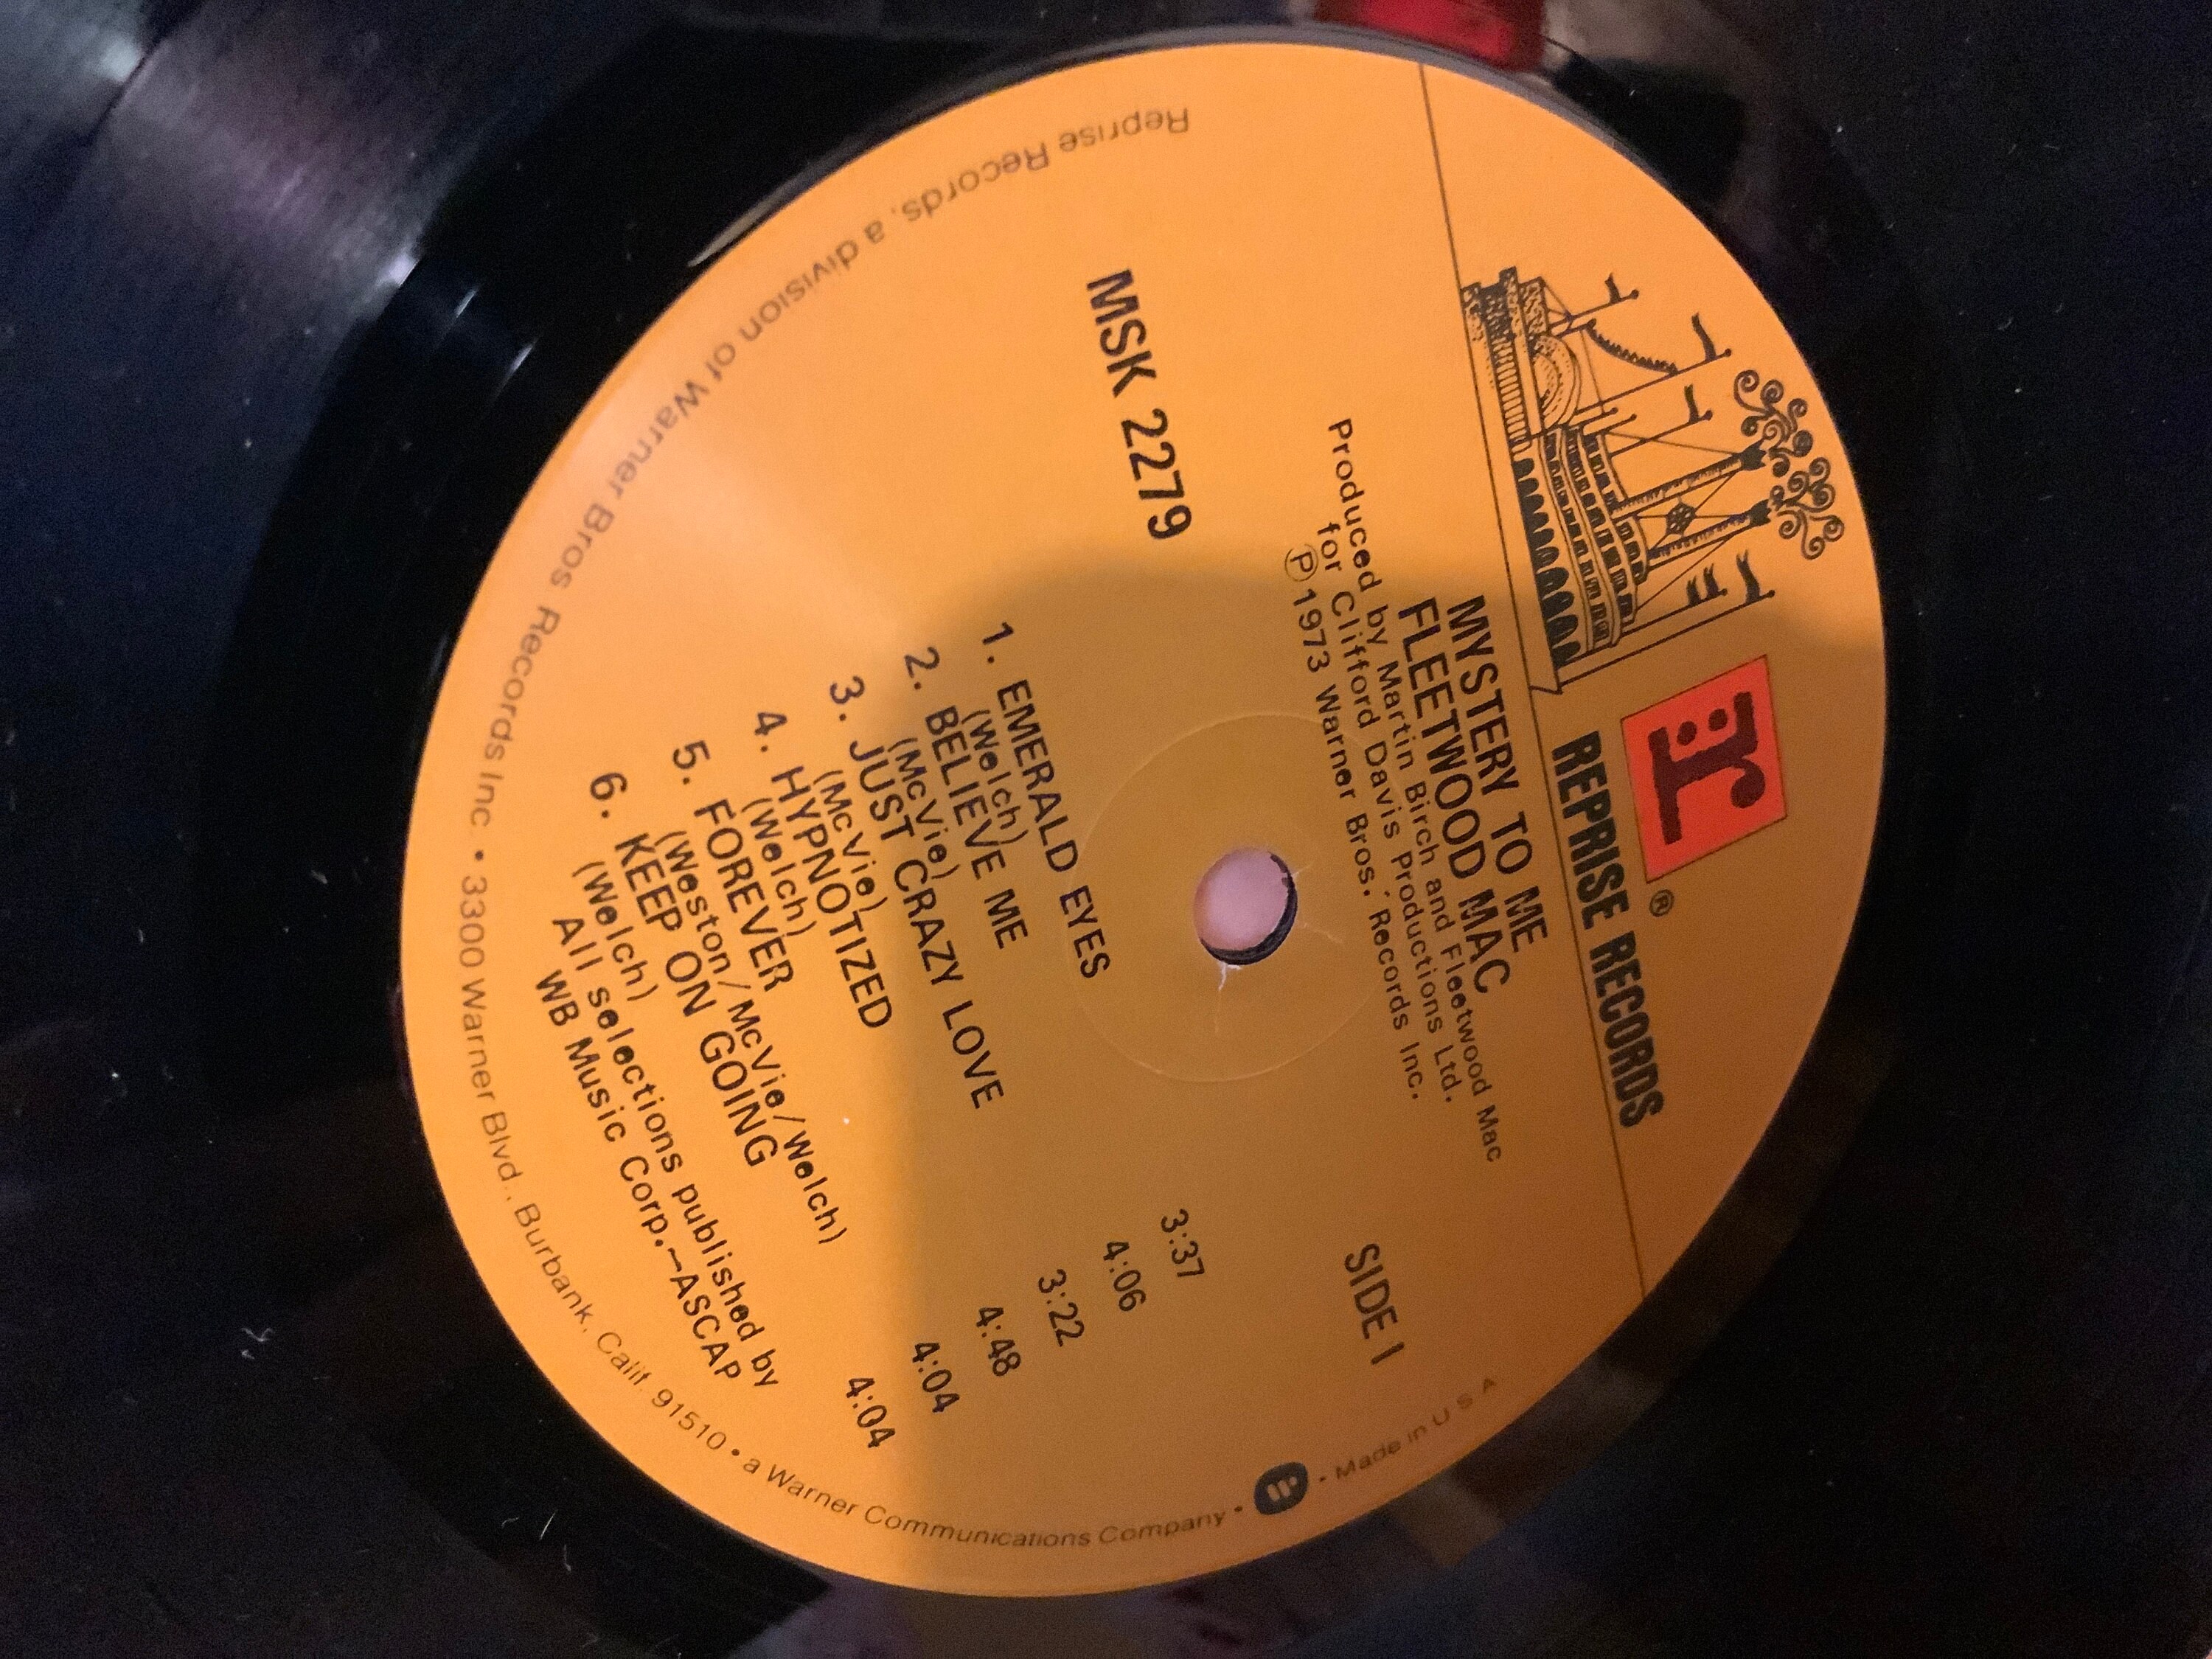 r
®
REPRISE RECORDS
MYSTERY TO ME
FLEETWOOD MAC
Produced by Martin Birch and Fleetwood Mac
for Clifford Davis Productions Ltd.
Ⓟ1973 Warner Bros. Records Inc.
MSK 2279
SIDE 1
1. EMERALD EYES 3:37
(Welch)
2. BELIEVE ME 4:06
(McVie)
3. JUST CRAZY LOVE 3:22
(McVie)
4. HYPNOTIZED 4:48
(Welch)
5. FOREVER 4:04
(Weston/McVie/Welch)
6. KEEP ON GOING 4:04
(Welch)
All selections published by
WB Music Corp.—ASCAP
Reprise Records, a division of Warner Bros. Records Inc. • 3300 Warner Blvd., Burbank, Calif. 91510 • a Warner Communications Company • W • Made in U S A